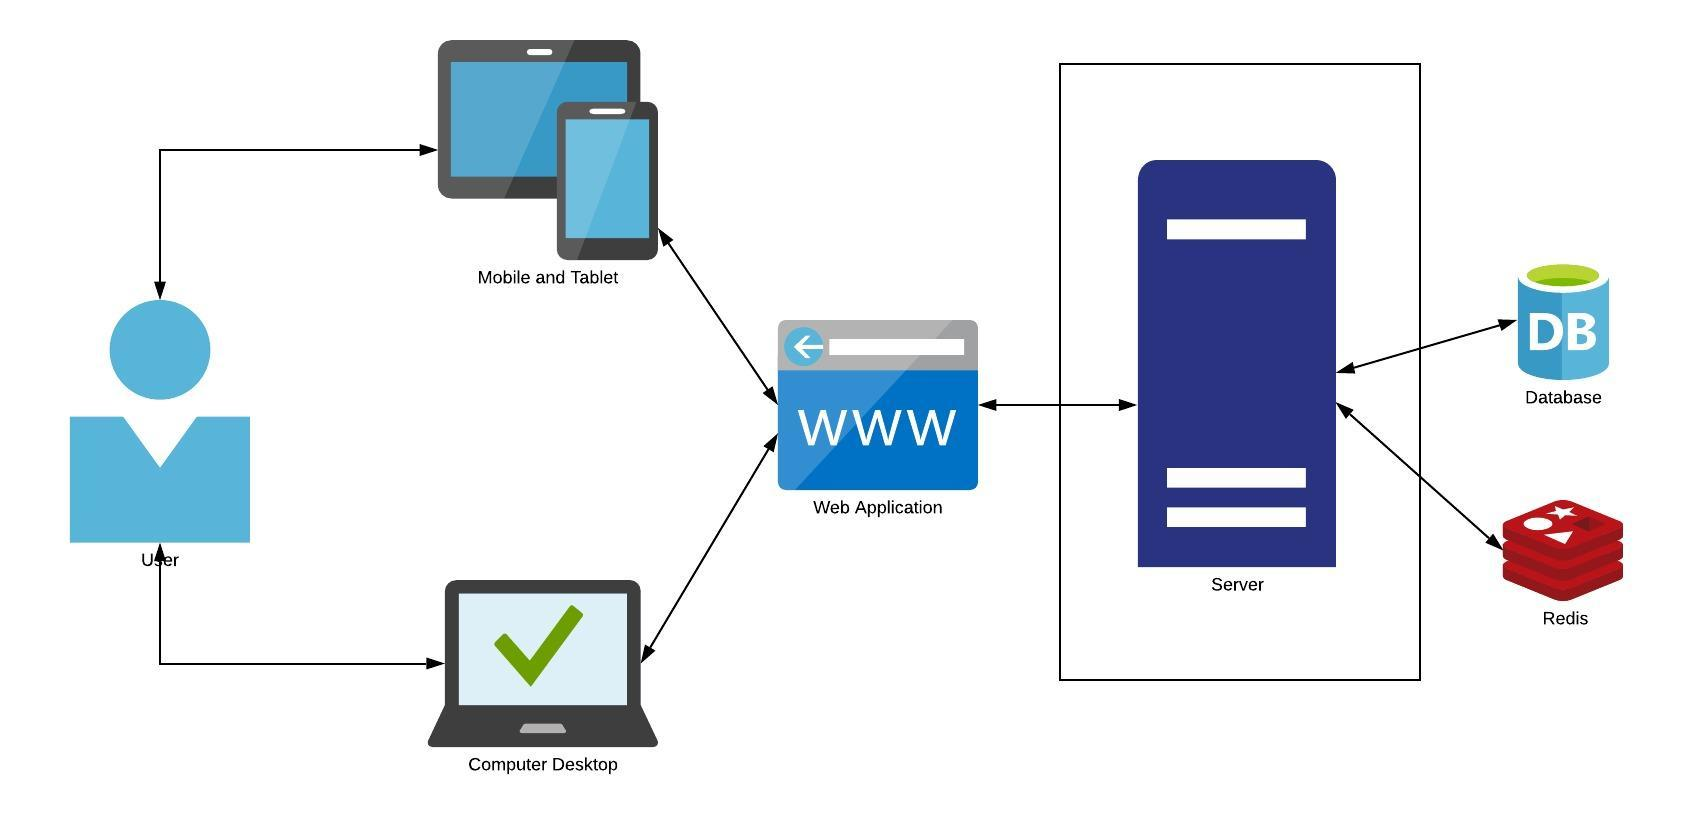 Mobile and Tablet
User
WWW
Web Application
Computer Desktop
Server
DB
Database
Redis